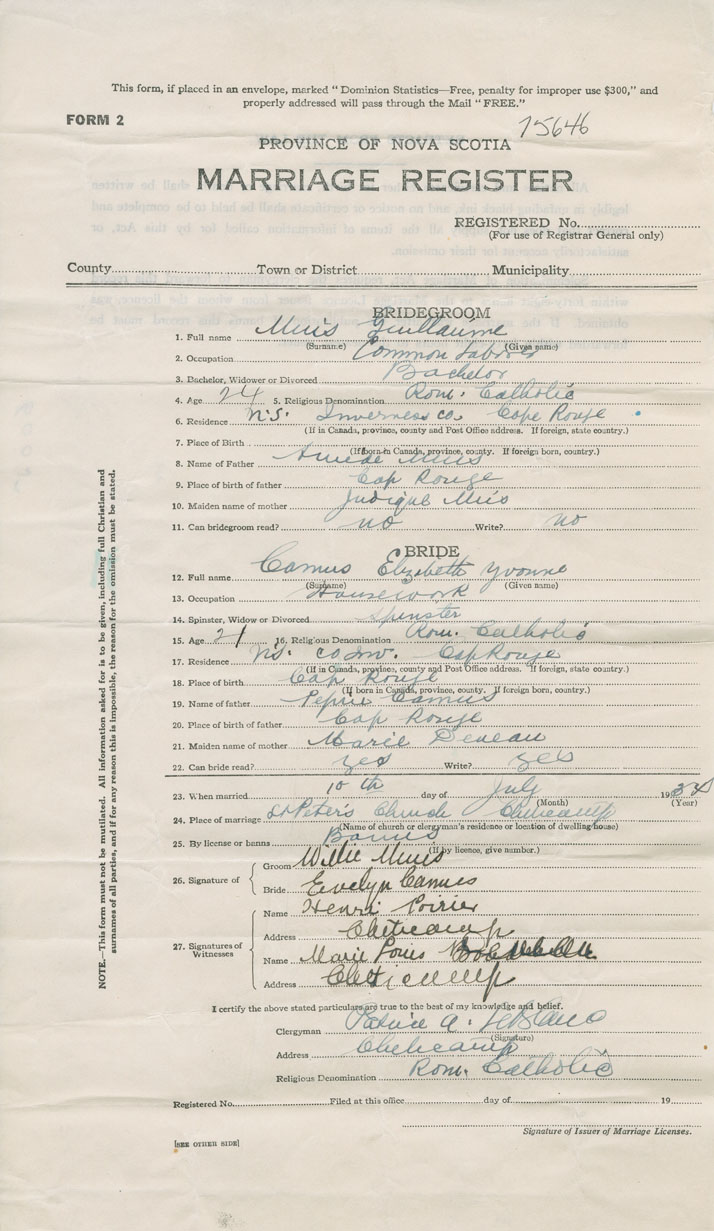 This form, if placed in an envelope, marked "Dominion Statistics—Free, penalty for improper use $300," and
properly addressed will pass through the Mail "FREE."
FORM 2
75646
PROVINCE OF NOVA SCOTIA
MARRIAGE REGISTER
REGISTERED No.
(For use of Registrar General only)
County Town or District Municipality
BRIDEGROOM
1. Full name Muis Guillaume
(Surname) (Given name)
2. Occupation Common Laborer
3. Bachelor, Widower or Divorced Bachelor
4. Age 24 5. Religious Denomination Rom. Catholic
6. Residence N.S. Inverness co. Cape Rouge
(If in Canada, province, county and Post Office address. If foreign, state country.)
7. Place of Birth
(If born in Canada, province, county. If foreign born, country.)
8. Name of Father Amede Muis
9. Place of birth of father Cap Rouge
10. Maiden name of mother Judique Muis
11. Can bridegroom read? no Write? no
BRIDE
12. Full name Camus Elizabeth Yvonne
(Surname) (Given name)
13. Occupation Housework
14. Spinster, Widow or Divorced Spinster
15. Age 21 16. Religious Denomination Rom. Catholic
17. Residence N.S. co Inv. Cap Rouge
(If in Canada, province, county and Post Office address. If foreign, state country.)
18. Place of birth Cap Rouge
(If born in Canada, province, county. If foreign born, country.)
19. Name of father Camus
20. Place of birth of father Cap Rouge
21. Maiden name of mother Marie Deveau
22. Can bride read? yes Write? yes
23. When married 10th day of July 1934
(Month) (Year)
24. Place of marriage St Peter's Church Cheticamp
(Name of church or clergyman's residence or location of dwelling house)
25. By license or banns Banns
(If by licence, give number.)
26. Signature of
Groom Willie Muis
Bride Evelyn Camus
27. Signatures of Witnesses
Name Henri Poirier
Address Cheticamp
Name Marie Louis
Address Cheticamp
I certify the above stated particulars are true to the best of my knowledge and belief.
Clergyman Patrice A. LeBlanc
(Signature)
Address Cheticamp
Religious Denomination Rom. Catholic
Registered No. Filed at this office day of 19
Signature of Issuer of Marriage Licenses.
[SEE OTHER SIDE]
NOTE.—This form must not be mutilated. All information asked for is to be given, including full Christian and
surnames of all parties, and if for any reason this is impossible, the reason for the omission must be stated.